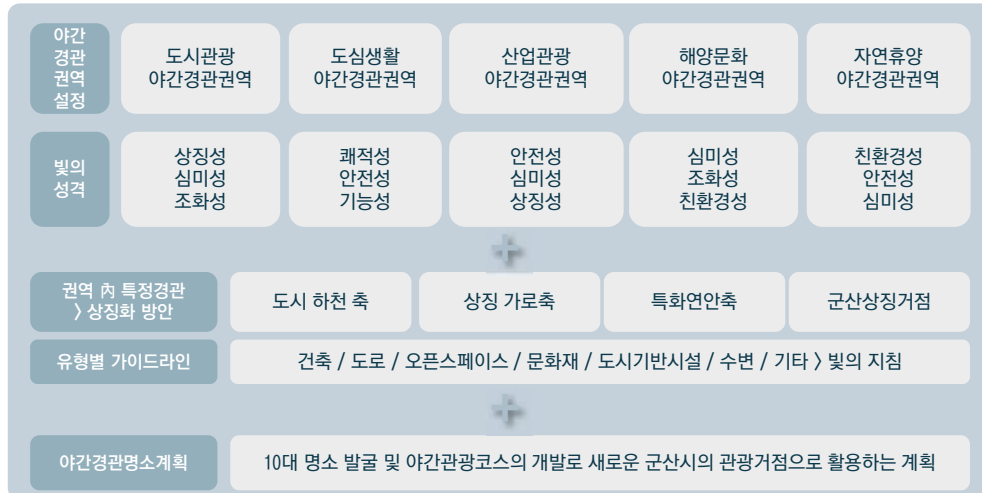 야간
경관
권역
설정
도시관광
야간경관권역
도심생활
야간경관권역
산업관광
야간경관권역
해양문화
야간경관권역
자연휴양
야간경관권역
빛의
성격
상징성
심미성
조화성
쾌적성
안전성
기능성
안전성
심미성
상징성
심미성
조화성
친환경성
친환경성
안전성
심미성
+
권역 內 특정경관
> 상징화 방안
도시 하천 축
상징 가로축
특화연안축
군산상징거점
유형별 가이드라인
건축 / 도로 / 오픈스페이스 / 문화재 / 도시기반시설 / 수변 / 기타 > 빛의 지침
+
야간경관명소계획
10대 명소 발굴 및 야간관광코스의 개발로 새로운 군산시의 관광거점으로 활용하는 계획